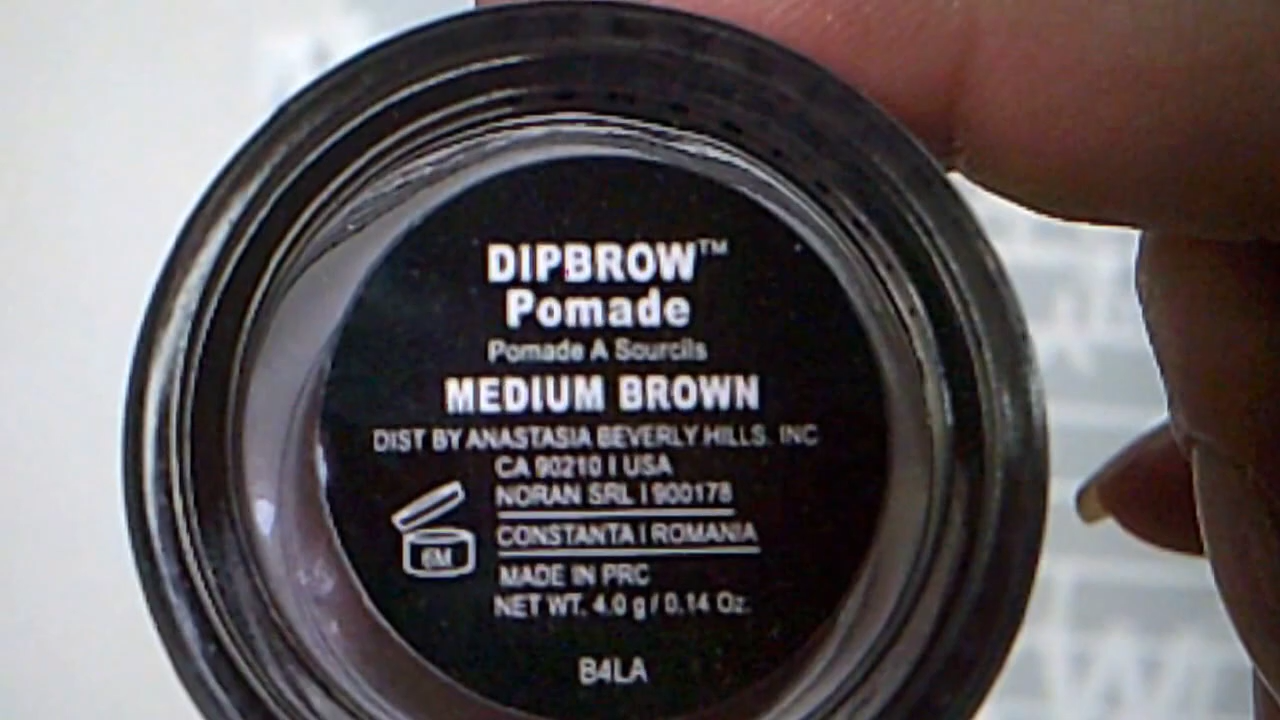 DIPBROW™
Pomade
Pomade A Sourcils
MEDIUM BROWN
DIST BY ANASTASIA BEVERLY HILLS. INC
CA 90210 I USA
NORAN SRL I 900178
CONSTANTA I ROMANIA
6M
MADE IN PRC
NET WT. 4.0 g / 0.14 Oz.
B4LA